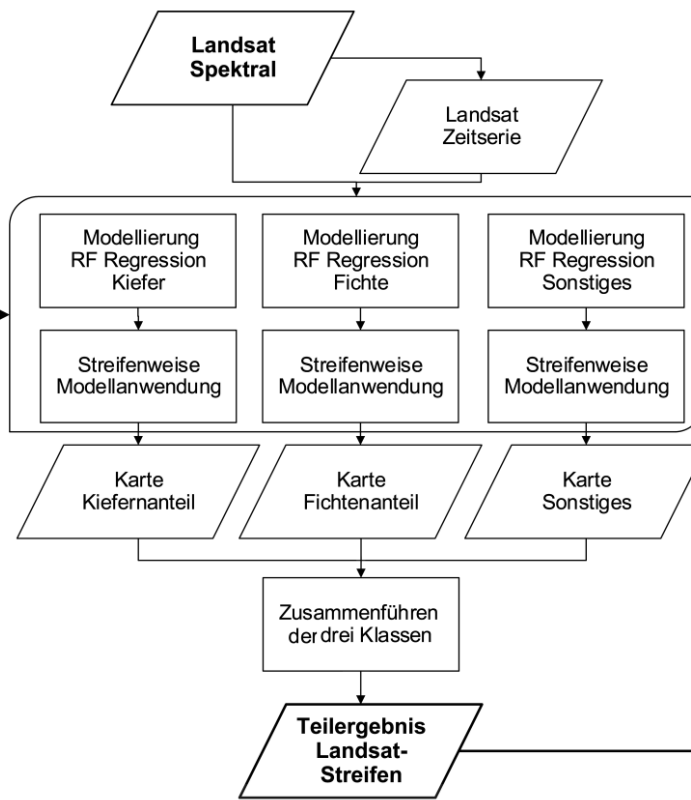 Landsat
Spektral
Landsat
Zeitserie
Modellierung
RF Regression
Kiefer
Modellierung
RF Regression
Fichte
Modellierung
RF Regression
Sonstiges
Streifenweise
Modellanwendung
Streifenweise
Modellanwendung
Streifenweise
Modellanwendung
Karte
Kiefernanteil
Karte
Fichtenanteil
Karte
Sonstiges
Zusammenführen
der drei Klassen
Teilergebnis
Landsat-
Streifen